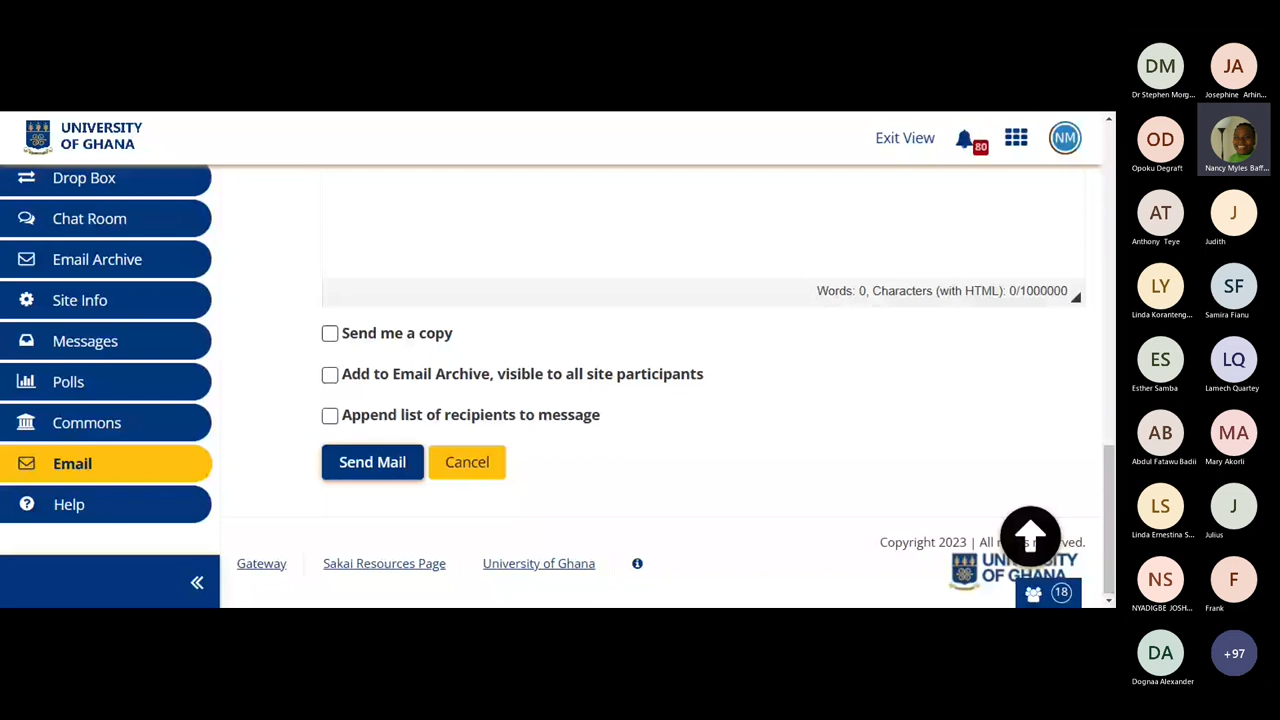 UNIVERSITY
OF GHANA
Exit View
80
NM
Drop Box
Chat Room
Email Archive
Site Info
Messages
Polls
Commons
Email
Help
Words: 0, Characters (with HTML): 0/1000000
Send me a copy
Add to Email Archive, visible to all site participants
Append list of recipients to message
Send Mail
Cancel
Gateway
Sakai Resources Page
University of Ghana
Copyright 2023 | All r s r ved.
UNIVERSITY
OF GHANA
18
DM
Dr Stephen Morg...
JA
Josephine Arhin...
OD
Opoku Degraft
Nancy Myles Baff...
AT
Anthony Teye
J
Judith
LY
Linda Koranteng...
SF
Samira Fianu
ES
Esther Samba
LQ
Lamech Quartey
AB
Abdul Fatawu Badii
MA
Mary Akorli
LS
Linda Ernestina S...
J
Julius
NS
NYADIGBE JOSH...
F
Frank
DA
Dognaa Alexander
+97